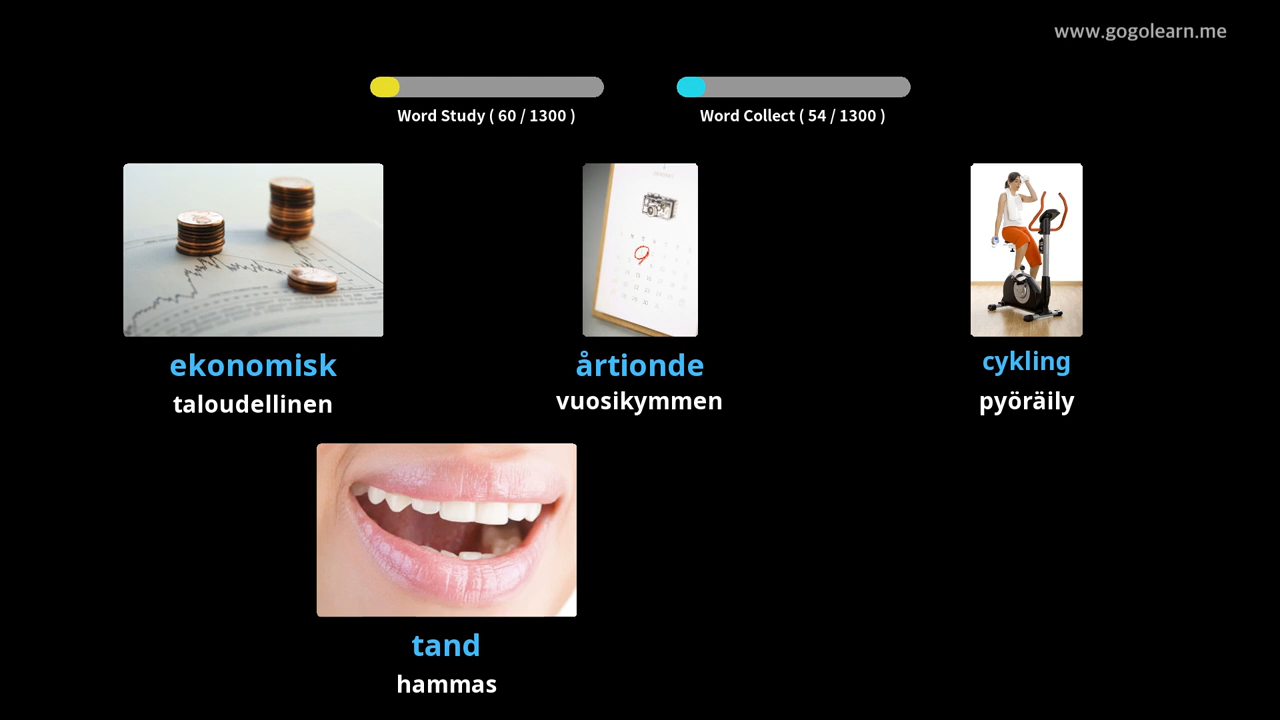 www.gogolearn.me
Word Study ( 60 / 1300 )
Word Collect ( 54 / 1300 )
ekonomisk
taloudellinen
årtionde
vuosikymmen
cykling
pyöräily
tand
hammas